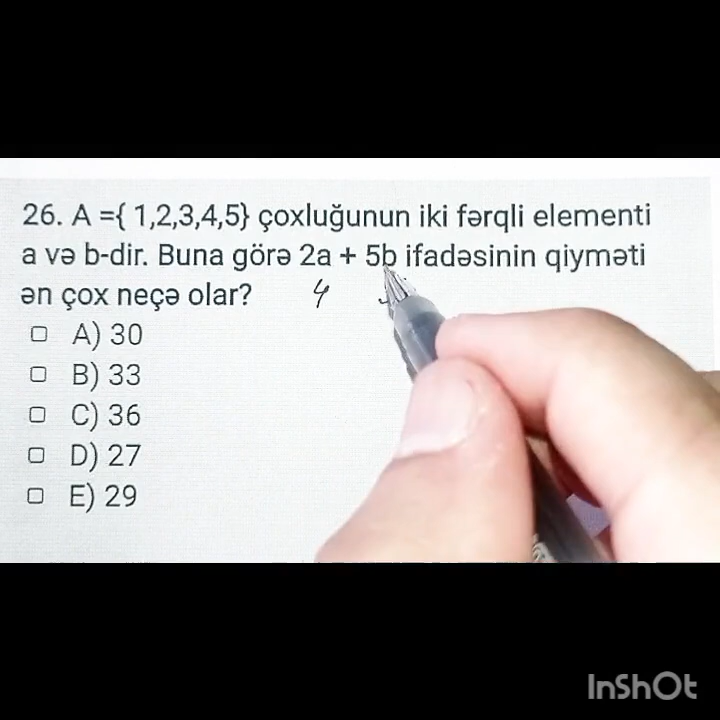 26. A ={ 1,2,3,4,5} çoxluğunun iki fərqli elementi
a və b-dir. Buna görə 2a + 5b ifadəsinin qiyməti
ən çox neçə olar? 4
A) 30
B) 33
C) 36
D) 27
E) 29
InShOt